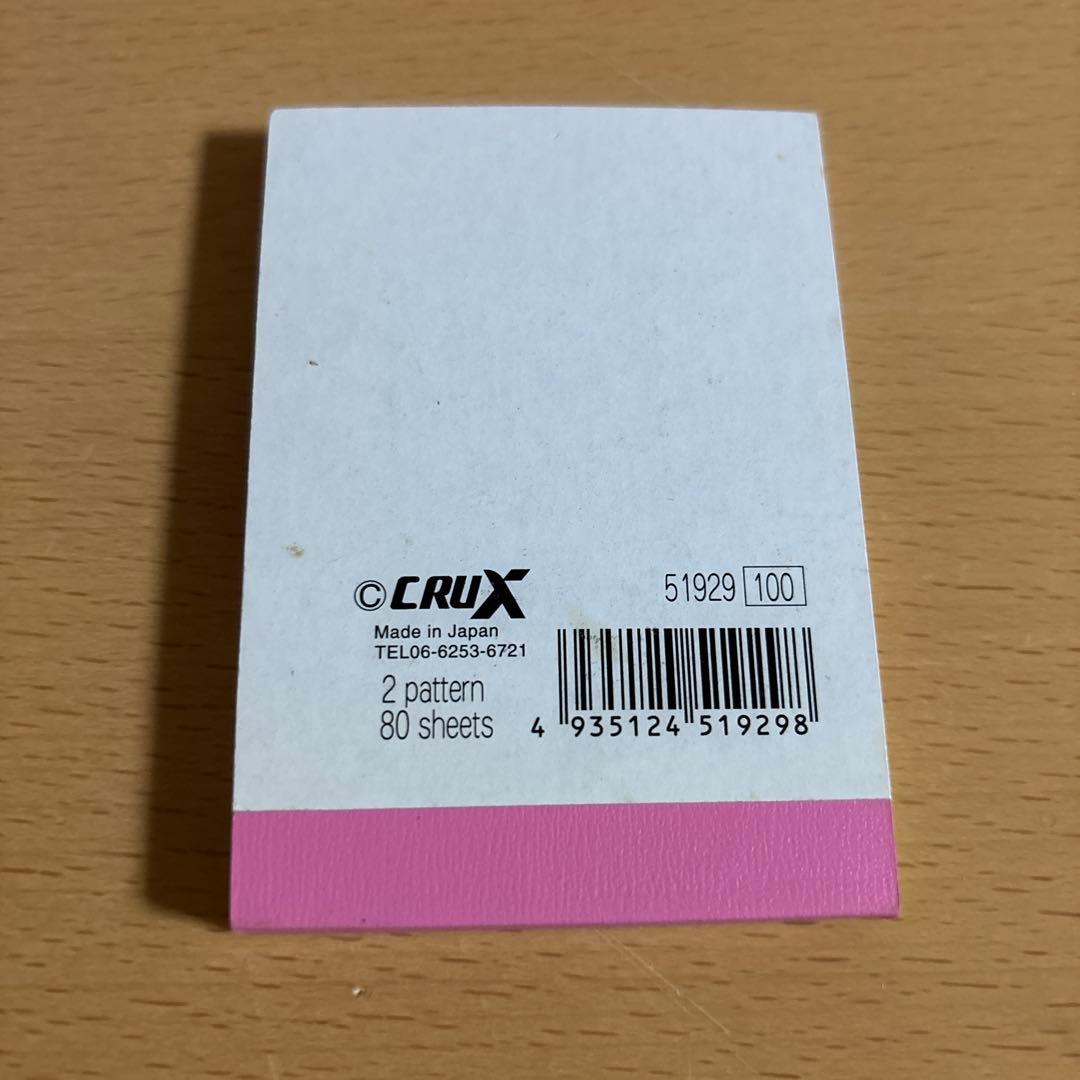 ©CRUX
Made in Japan
TEL06-6253-6721
2 pattern
80 sheets
51929 100
4 935124 519298